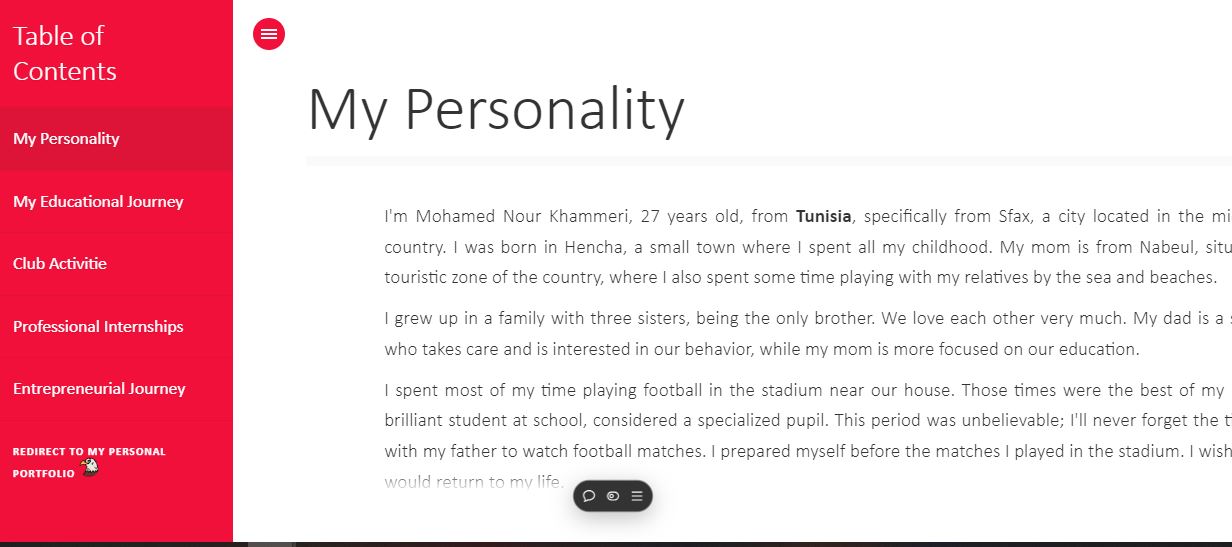 Table of
Contents
My Personality
My Educational Journey
Club Activitie
Professional Internships
Entrepreneurial Journey
REDIRECT TO MY PERSONAL
PORTFOLIO
My Personality
I'm Mohamed Nour Khammeri, 27 years old, from Tunisia, specifically from Sfax, a city located in the
country. I was born in Hencha, a small town where I spent all my childhood. My mom is from Nabeul,
touristic zone of the country, where I also spent some time playing with my relatives by the sea and beaches.
I grew up in a family with three sisters, being the only brother. We love each other very much. My dad is a
who takes care and is interested in our behavior, while my mom is more focused on our education.
I spent most of my time playing football in the stadium near our house. Those times were the best of my
brilliant student at school, considered a specialized pupil. This period was unbelievable; I'll never forget the
with my father to watch football matches. I prepared myself before the matches I played in the stadium. I wish
would return to my life.